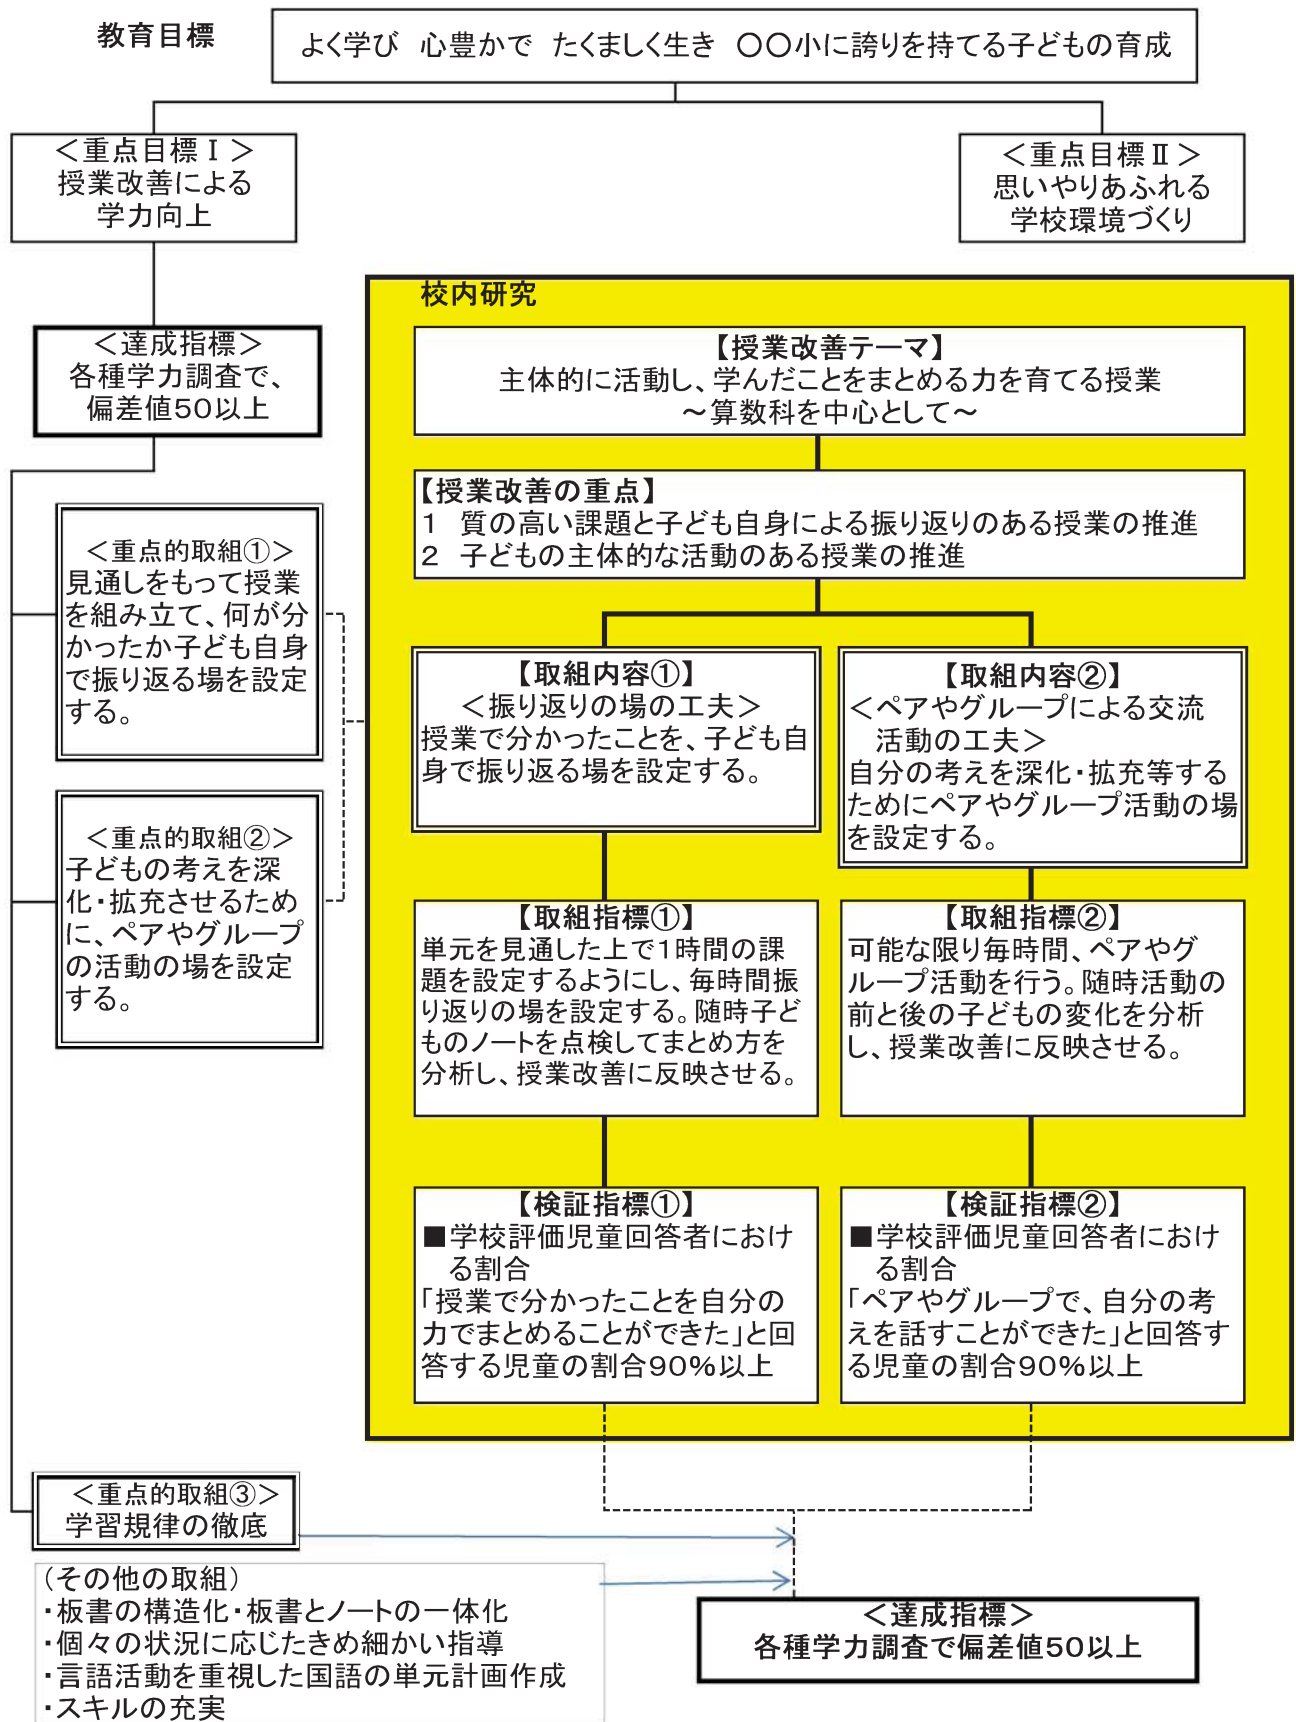 教育目標
よく学び 心豊かで たくましく生き 〇〇小に誇りを持てる子どもの育成
＜重点目標Ⅰ＞
授業改善による
学力向上
＜重点目標Ⅱ＞
思いやりあふれる
学校環境づくり
＜達成指標＞
各種学力調査で、
偏差値50以上
＜重点的取組①＞
見通しをもって授業
を組み立て、何が分
かったか子ども自身
で振り返る場を設定
する。
＜重点的取組②＞
子どもの考えを深
化・拡充させるため
に、ペアやグループ
の活動の場を設定
する。
校内研究
【授業改善テーマ】
主体的に活動し、学んだことをまとめる力を育てる授業
～算数科を中心として～
【授業改善の重点】
1 質の高い課題と子ども自身による振り返りのある授業の推進
2 子どもの主体的な活動のある授業の推進
【取組内容①】
＜振り返りの場の工夫＞
授業で分かったことを、子ども自
身で振り返る場を設定する。
【取組内容②】
＜ペアやグループによる交流
活動の工夫＞
自分の考えを深化・拡充等する
ためにペアやグループ活動の場
を設定する。
【取組指標①】
単元を見通した上で1時間の課
題を設定するようにし、毎時間振
り返りの場を設定する。随時子ど
ものノートを点検してまとめ方を
分析し、授業改善に反映させる。
【取組指標②】
可能な限り毎時間、ペアやグ
ループ活動を行う。随時活動の
前と後の子どもの変化を分析
し、授業改善に反映させる。
【検証指標①】
■学校評価児童回答者におけ
る割合
「授業で分かったことを自分の
力でまとめることができた」と回
答する児童の割合90%以上
【検証指標②】
■学校評価児童回答者におけ
る割合
「ペアやグループで、自分の考
えを話すことができた」と回答す
る児童の割合90%以上
＜重点的取組③＞
学習規律の徹底
（その他の取組）
・板書の構造化・板書とノートの一体化
・個々の状況に応じたきめ細かい指導
・言語活動を重視した国語の単元計画作成
・スキルの充実
＜達成指標＞
各種学力調査で偏差値50以上